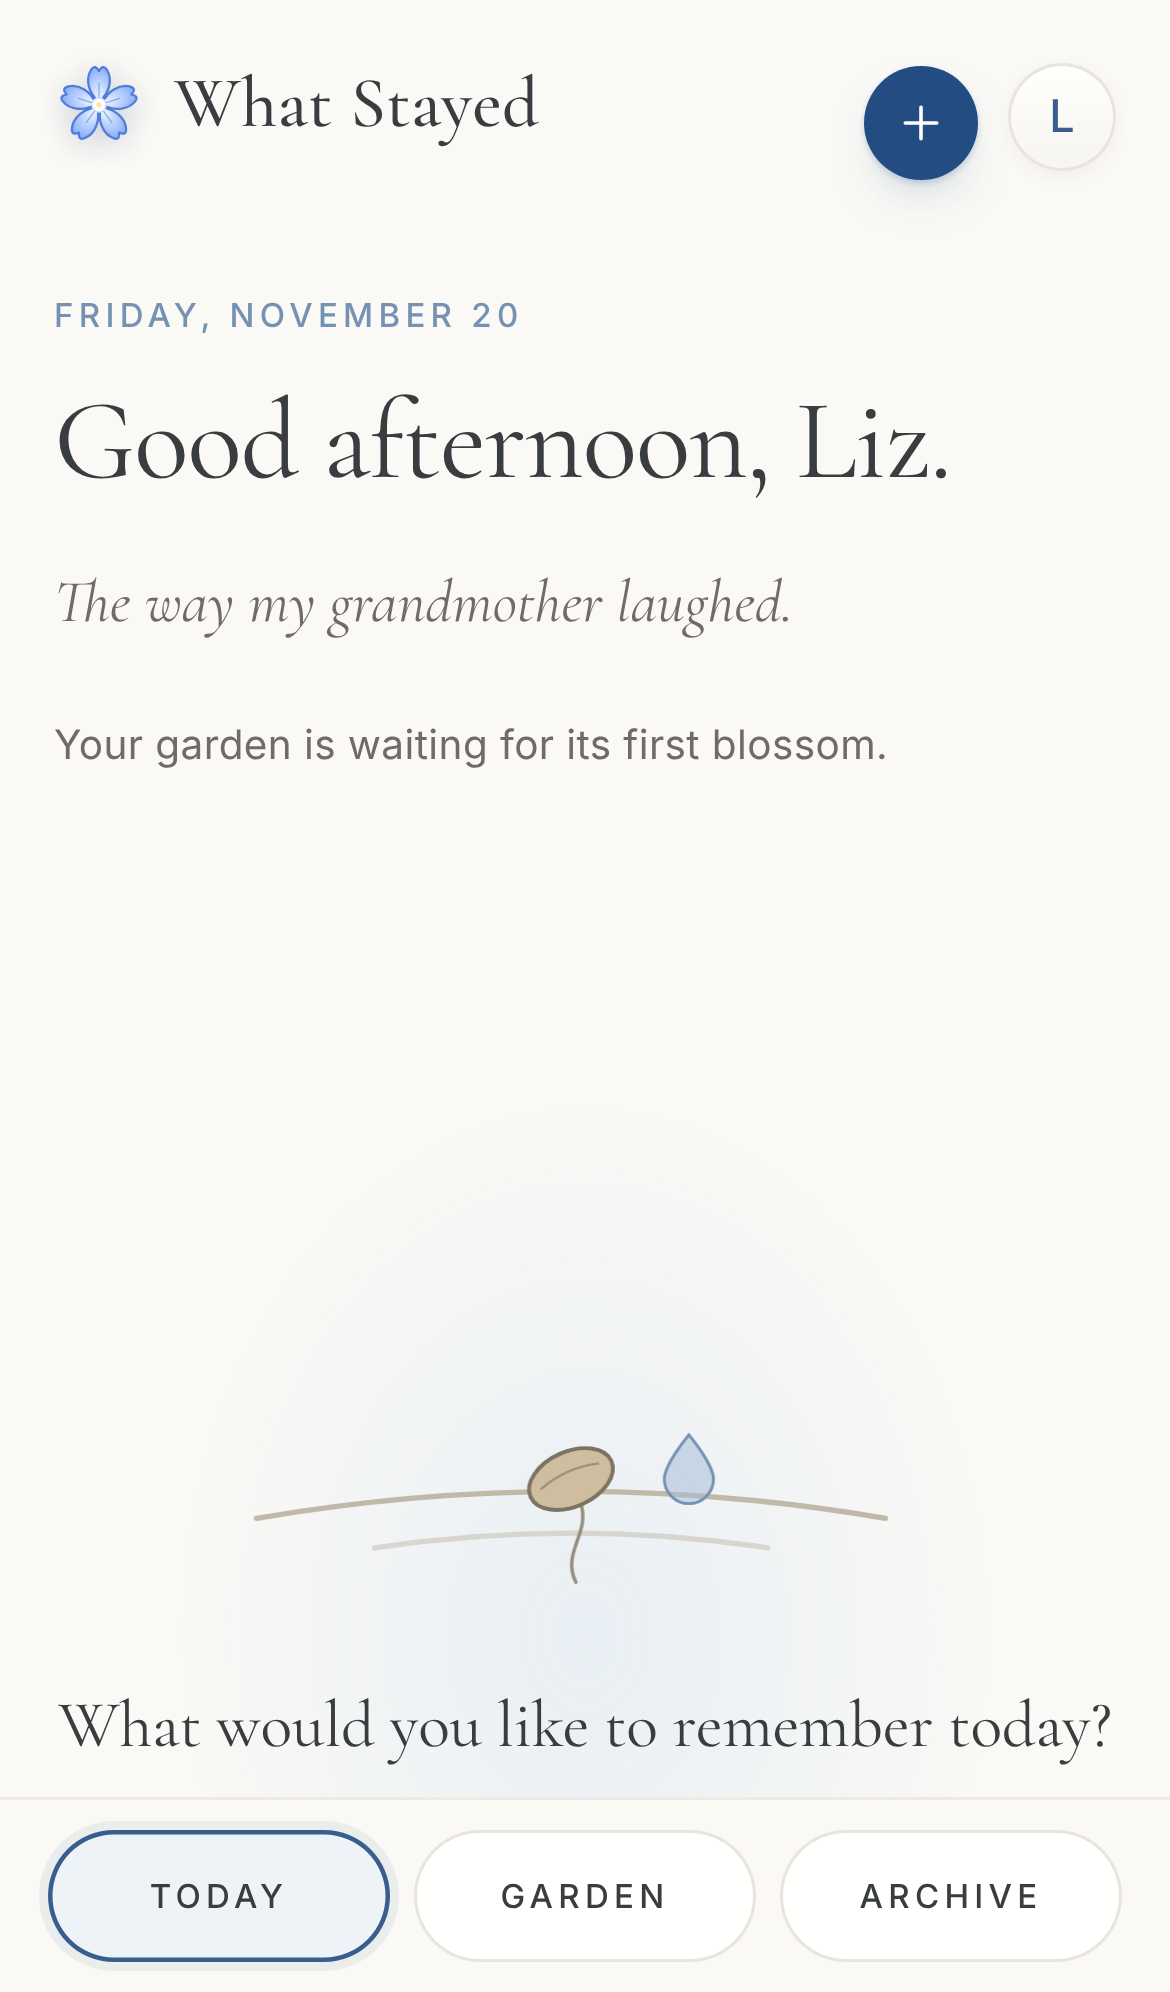 What Stayed
+
L
FRIDAY, NOVEMBER 20
Good afternoon, Liz.
The way my grandmother laughed.
Your garden is waiting for its first blossom.
What would you like to remember today?
TODAY
GARDEN
ARCHIVE